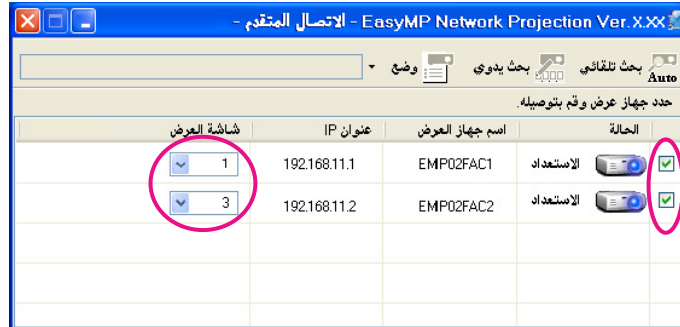 EasyMP Network Projection Ver.X.XX - الاتصال المتقدم -
Auto بحث تلقائي بحث يدوي وضع
حدد جهاز عرض وقم بتوصيله.
الحالة اسم جهاز العرض عنوان IP شاشة العرض
الاستعداد EMP02FAC1 192.168.11.1 1
الاستعداد EMP02FAC2 192.168.11.2 3